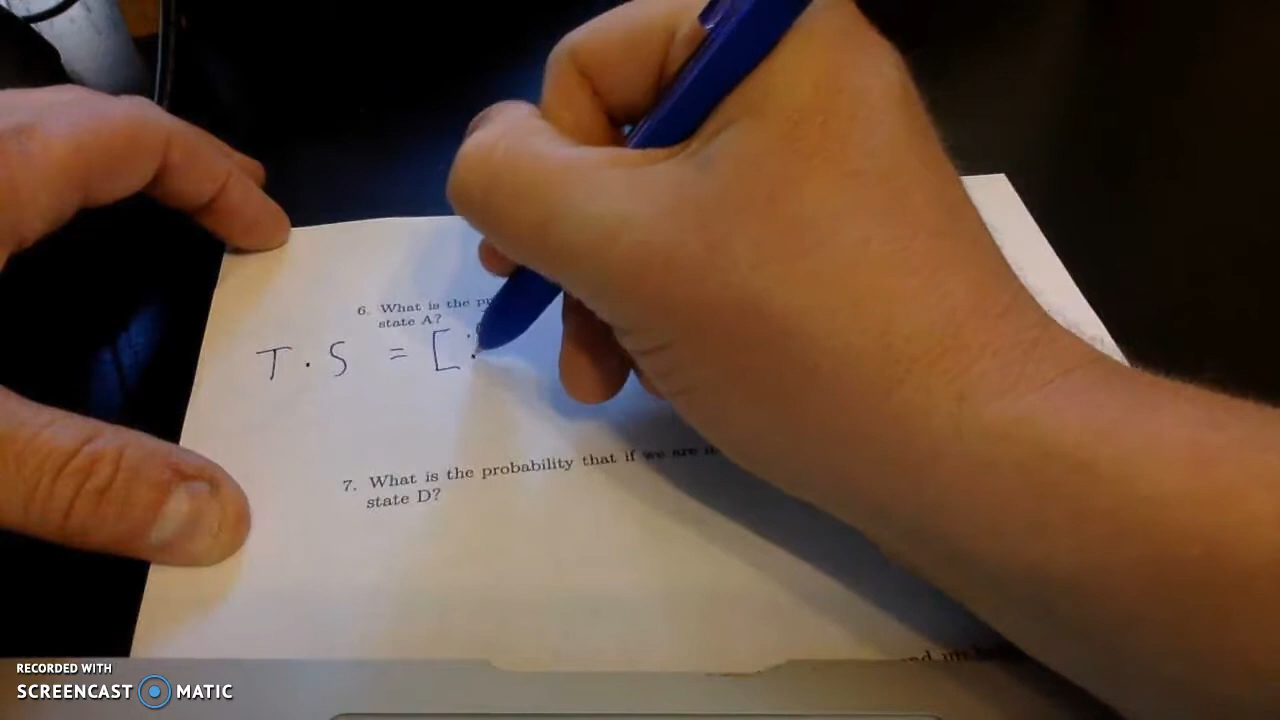 6. What is the
state A?
T . S = [
7. What is the probability that if we are
state D?
RECORDED WITH
SCREENCAST MATIC